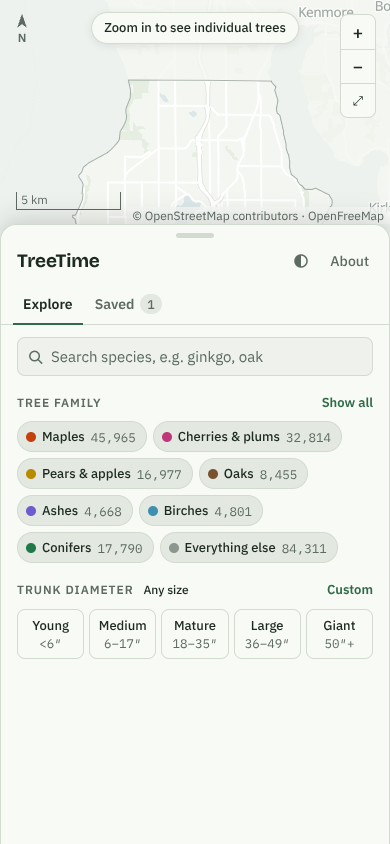 Kenmore
Bo
Zoom in to see individual trees
N
+
−
5 km
© OpenStreetMap contributors · OpenFreeMap
TreeTime
About
Explore
Saved 1
Search species, e.g. ginkgo, oak
TREE FAMILY
Show all
Maples 45,965
Cherries & plums 32,814
Pears & apples 16,977
Oaks 8,455
Ashes 4,668
Birches 4,801
Conifers 17,790
Everything else 84,311
TRUNK DIAMETER Any size
Custom
Young
<6″
Medium
6–17″
Mature
18–35″
Large
36–49″
Giant
50″+